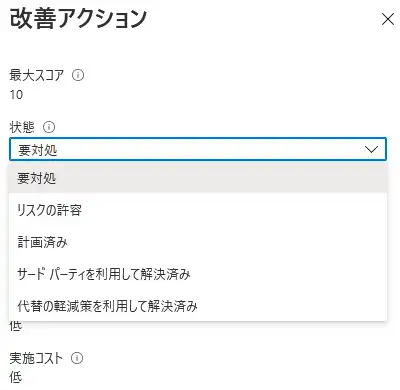 改善アクション
最大スコア
10
状態
要対処
要対処
リスクの許容
計画済み
サード パーティを利用して解決済み
代替の軽減策を利用して解決済み
低
実施コスト
低